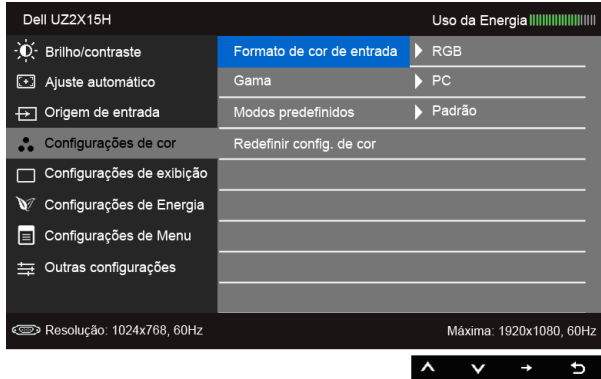 Dell UZ2X15H Uso da Energia
Brilho/contraste Formato de cor de entrada RGB
Ajuste automático Gama PC
Origem de entrada Modos predefinidos Padrão
Configurações de cor Redefinir config. de cor
Configurações de exibição
Configurações de Energia
Configurações de Menu
Outras configurações
Resolução: 1024x768, 60Hz Máxima: 1920x1080, 60Hz